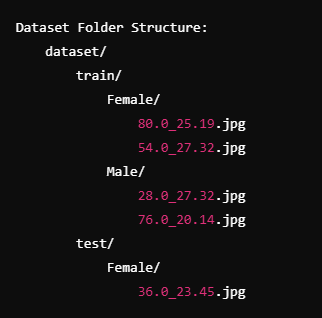 Dataset Folder Structure:
dataset/
train/
Female/
80.0_25.19.jpg
54.0_27.32.jpg
Male/
28.0_27.32.jpg
76.0_20.14.jpg
test/
Female/
36.0_23.45.jpg